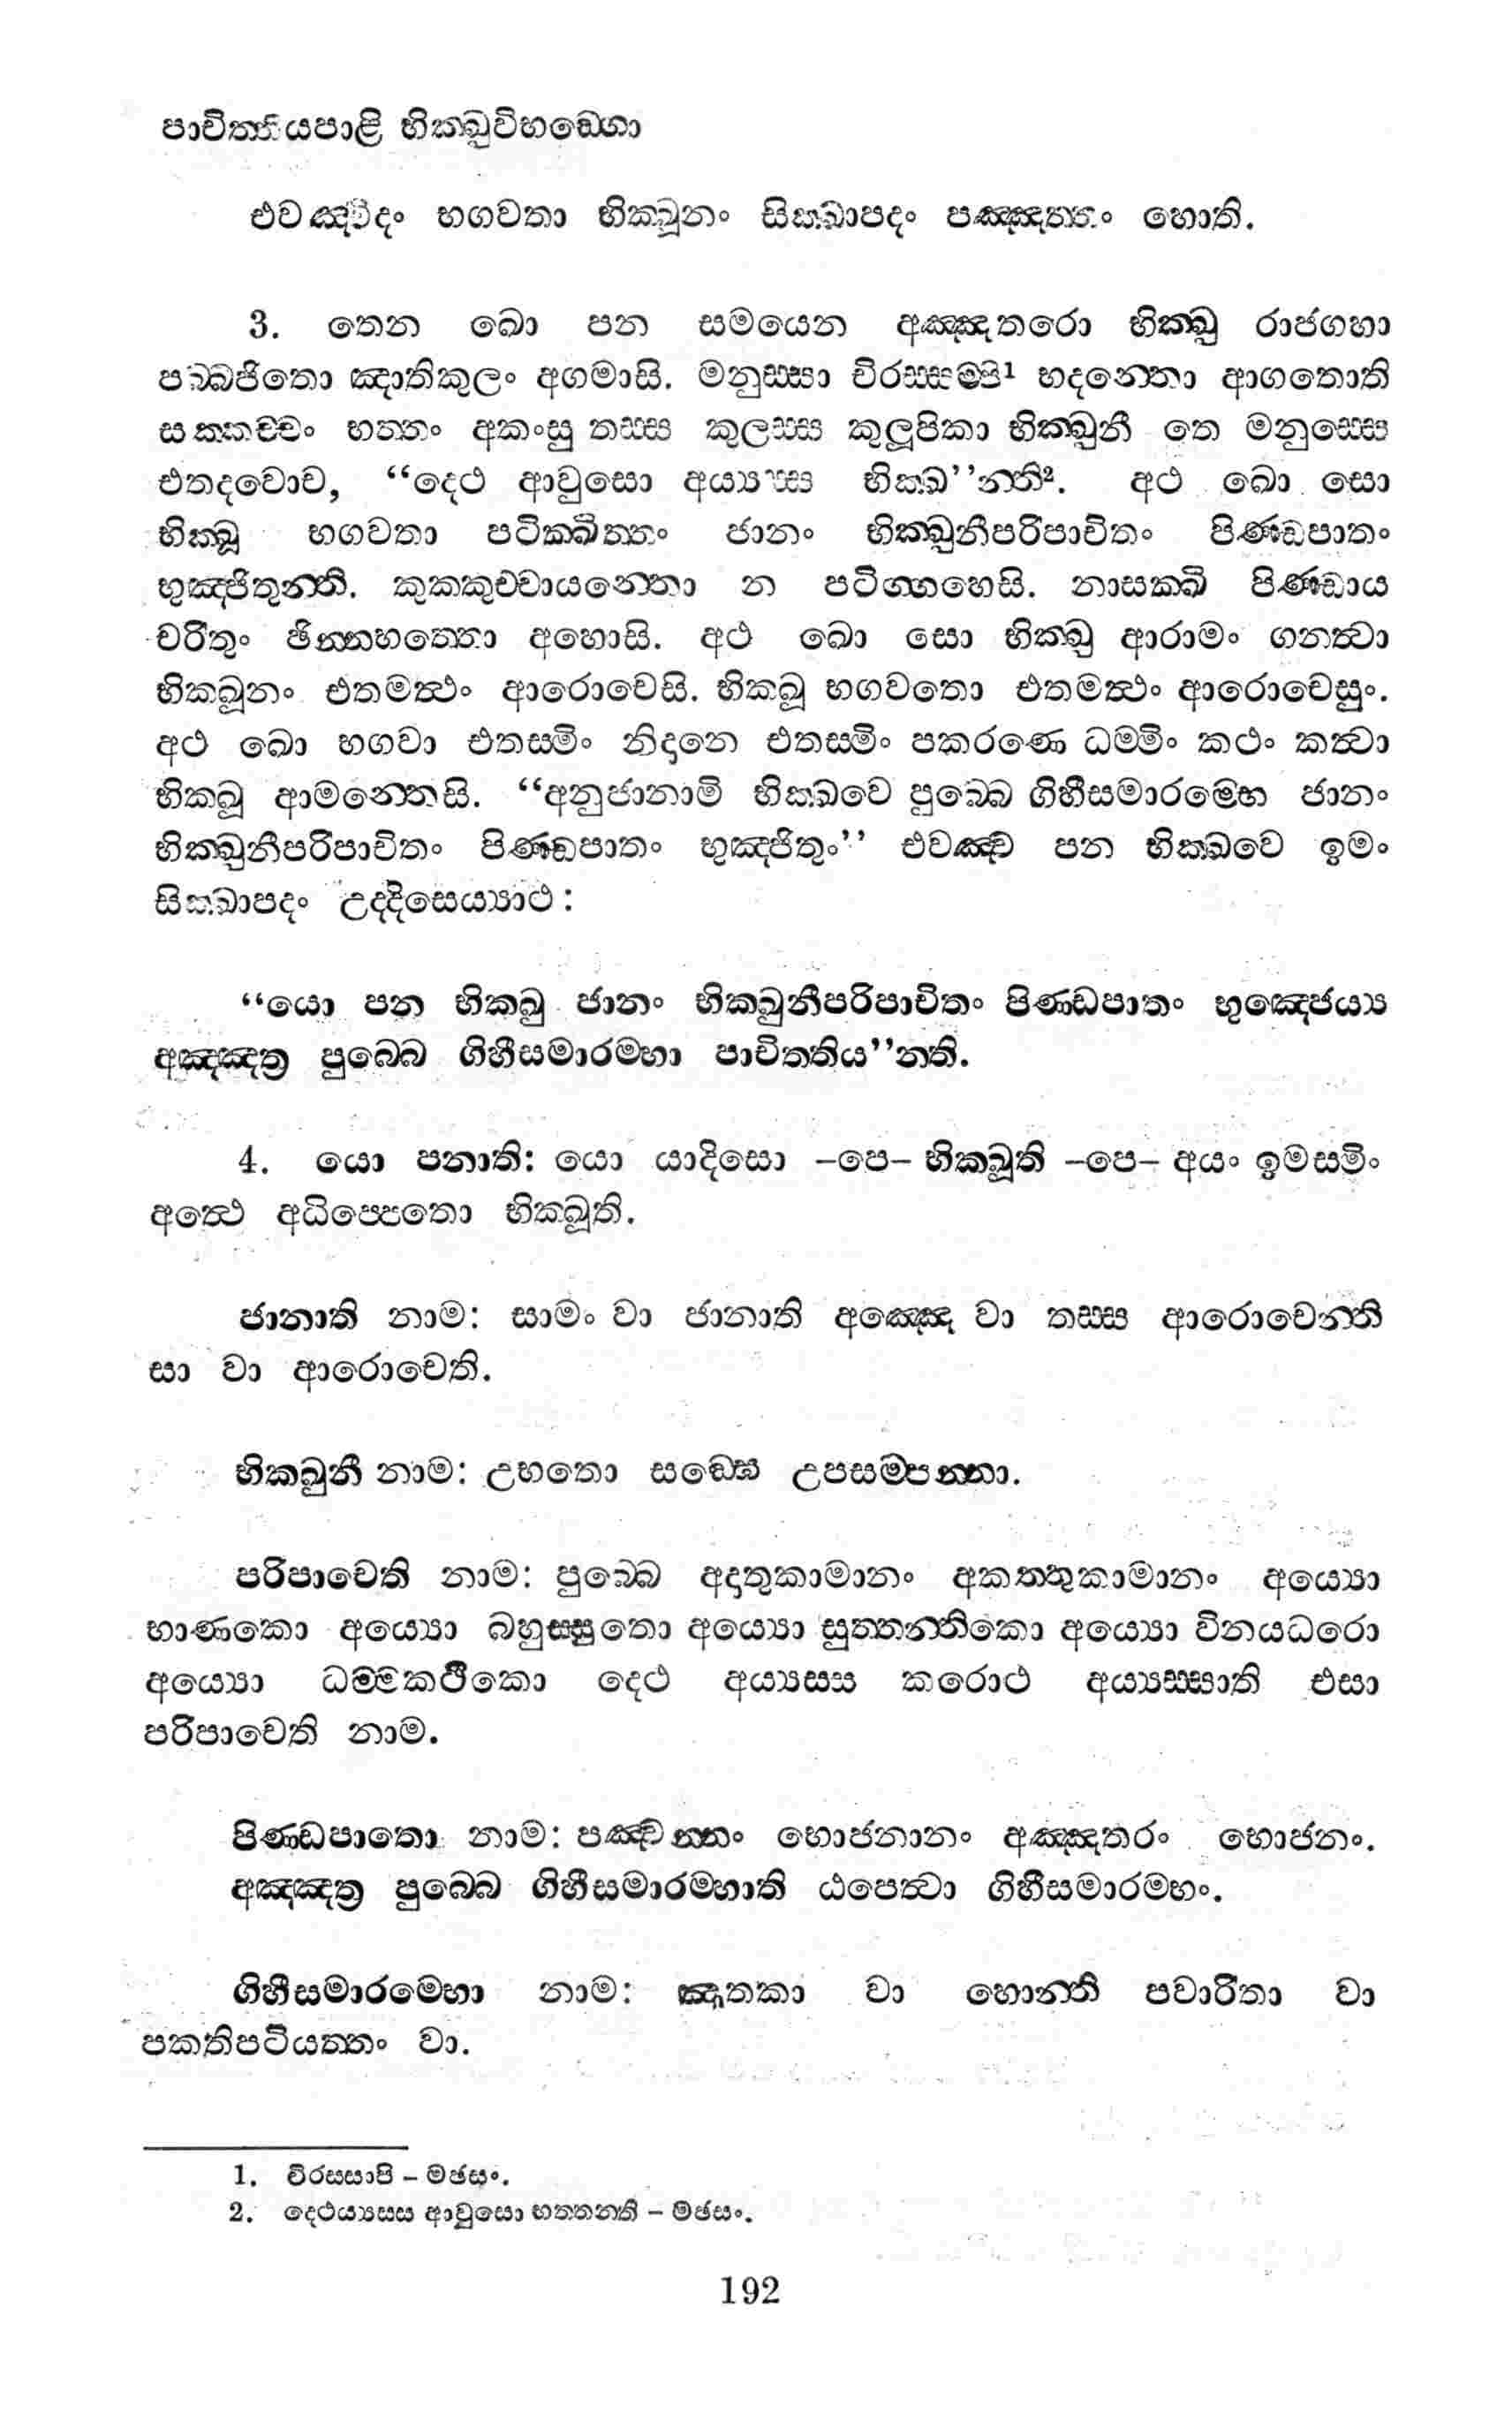 පාචිත්තියපාළි භික්ඛුවිභඞ්ගො
එවඤ්චිදං භගවතා භික්ඛූනං සික්ඛාපදං පඤ්ඤත්තං හොති.
3. තෙන ඛො පන සමයෙන අඤ්ඤතරො භික්ඛු රාජගහා
පබ්බජිතො ඤාතිකුලං අගමාසි. මනුස්සා චිරස්සම්පි¹ භදන්තො ආගතොති
සක්කච්චං භත්තං අකංසු තස්ස කුලස්ස කුලූපිකා භික්ඛුනී තෙ මනුස්සෙ
එතදවොච, “දෙථ ආවුසො අය්‍යස්ස භික්ඛ”න්ති². අථ ඛො සො
භික්ඛූ භගවතා පටික්ඛිත්තං ජානං භික්ඛුනීපරිපාචිතං පිණ්ඩපාතං
භුඤ්ජිතුන්ති. කුක්කුච්චායන්තො න පටිග්ගහෙසි. නාසක්ඛි පිණ්ඩාය
චරිතුං ඡින්නභත්තො අහොසි. අථ ඛො සො භික්ඛු ආරාමං ගන්ත්‍වා
භික්ඛූනං එතමත්ථං ආරොචෙසි. භික්ඛූ භගවතො එතමත්ථං ආරොචෙසුං.
අථ ඛො භගවා එතස්මිං නිදානෙ එතස්මිං පකරණෙ ධම්මිං කථං කත්‍වා
භික්ඛූ ආමන්තෙසි. “අනුජානාමි භික්ඛවෙ පුබ්බෙ ගිහීසමාරම්භෙ ජානං
භික්ඛුනීපරිපාචිතං පිණ්ඩපාතං භුඤ්ජිතුං” එවඤ්ච පන භික්ඛවෙ ඉමං
සික්ඛාපදං උද්දිසෙය්‍යාථ:
“යො පන භික්ඛු ජානං භික්ඛුනීපරිපාචිතං පිණ්ඩපාතං භුඤ්ජෙය්‍ය
අඤ්ඤත්‍ර පුබ්බෙ ගිහීසමාරම්භා පාචිත්තිය”න්ති.
4. යො පනාති: යො යාදිසො –පෙ– භික්ඛූති –පෙ– අයං ඉමස්මිං
අත්ථෙ අධිප්පෙතො භික්ඛූති.
ජානාති නාම: සාමං වා ජානාති අඤ්ඤෙ වා තස්ස ආරොචෙන්ති
සා වා ආරොචෙති.
භික්ඛුනී නාම: උභතො සඞ්ඝෙ උපසම්පන්නා.
පරිපාචෙති නාම: පුබ්බෙ අදාතුකාමානං අකත්තුකාමානං අය්‍යො
භාණකො අය්‍යො බහුස්සුතො අය්‍යො සුත්තන්තිකො අය්‍යො විනයධරො
අය්‍යො ධම්මකථිකො දෙථ අය්‍යස්ස කරොථ අය්‍යස්සාති එසා
පරිපාචෙති නාම.
පිණ්ඩපාතො නාම: පඤ්චන්නං භොජනානං අඤ්ඤතරං භොජනං.
අඤ්ඤත්‍ර පුබ්බෙ ගිහීසමාරම්භාති ඨපෙත්‍වා ගිහීසමාරම්භං.
ගිහීසමාරම්භො නාම: ඤාතකා වා හොන්ති පවාරිතා වා
පකතිපටියත්තං වා.
1. චිරස්සාපි – මඡසං.
2. දෙථය්‍යස්ස ආවුසො භත්තන්ති – මඡසං.
192